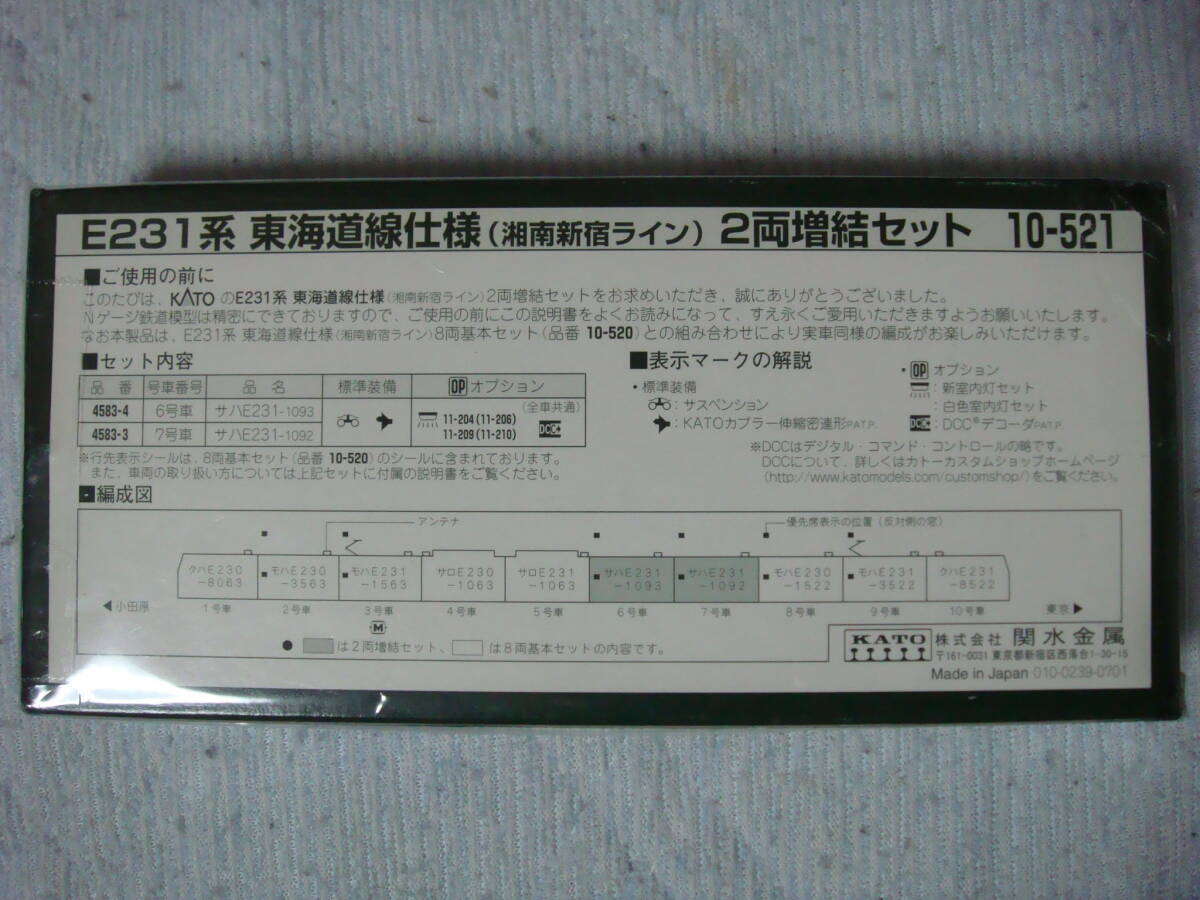 E231系 東海道線仕様(湘南新宿ライン) 2両増結セット 10-521
■ご使用の前に
このたびは、KATOのE231系 東海道線仕様(湘南新宿ライン)2両増結セットをお求めいただき、誠にありがとうございました。
Nゲージ鉄道模型は精密にできておりますので、ご使用の前にこの説明書をよくお読みになって、すえ永くご愛用いただきますようお願いいたします。
なお本製品は、E231系 東海道線仕様(湘南新宿ライン)8両基本セット(品番 10-520)との組み合わせにより実車同様の編成がお楽しみいただけます。
■セット内容
品 番 号車番号 品 名 標準装備 OP オプション
4583-4 6号車 サハE231-1093
4583-3 7号車 サハE231-1092
(全車共通)
11-204(11-206)
11-209(11-210)
DCC
※行先表示シールは、8両基本セット(品番 10-520)のシールに含まれております。
また、車両の取り扱い方については上記セットに付属の説明書をご覧ください。
■表示マークの解説
・標準装備
:サスペンション
:KATOカプラー伸縮密連形PAT.P.
・OP オプション
:新室内灯セット
:白色室内灯セット
DCC:DCC®デコーダPAT.P.
※DCCはデジタル・コマンド・コントロールの略です。
DCCについて、詳しくはカトーカスタムショップホームページ
(http://www.katomodels.com/customshop/)をご覧ください。
■編成図
アンテナ
優先席表示の位置(反対側の窓)
クハE230 モハE230 モハE231 サロE230 サロE231 サハE231 サハE231 モハE230 モハE231 クハE231
-8063 -3563 -1563 -1063 -1063 -1093 -1092 -1522 -3522 -8522
◀小田原 1号車 2号車 3号車 4号車 5号車 6号車 7号車 8号車 9号車 10号車 東京▶
M
● は2両増結セット、 は8両基本セットの内容です。
KATO 株式会社 関水金属
〒161-0031 東京都新宿区西落合1-30-15
Made in Japan 010-0239-0701